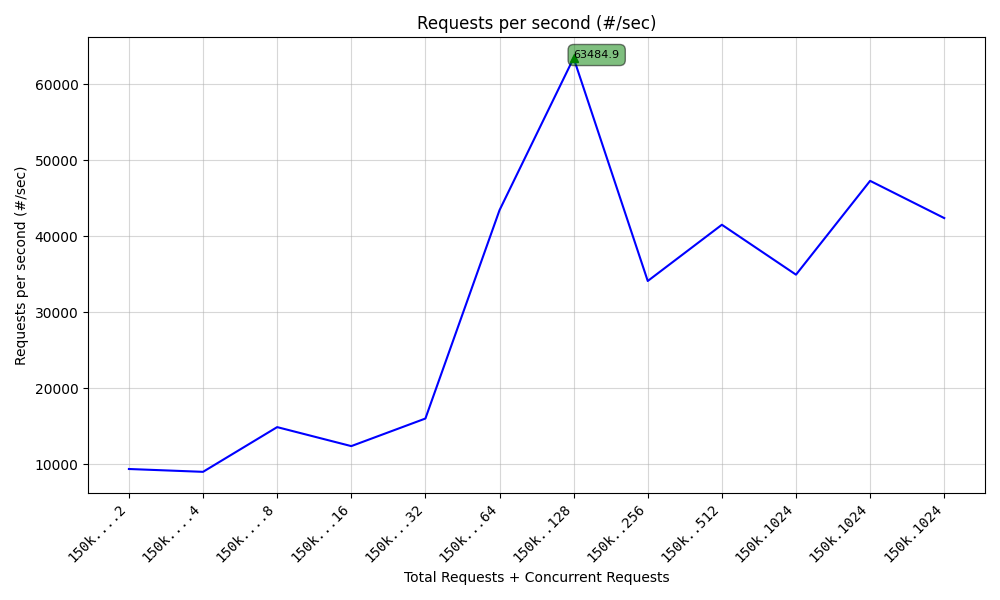 Requests per second (#/sec)
63484.9
60000
50000
40000
30000
20000
10000
Requests per second (#/sec)
150k....2
150k....4
150k....8
150k...16
150k...32
150k...64
150k..128
150k..256
150k..512
150k.1024
150k.1024
150k.1024
Total Requests + Concurrent Requests